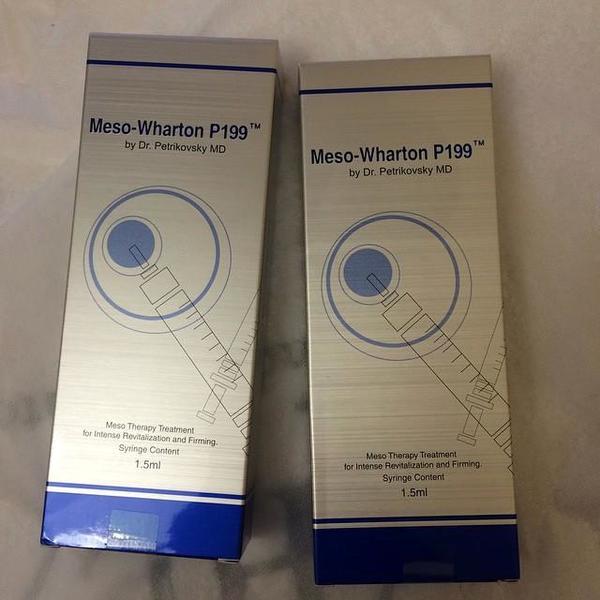 Meso-Wharton P199™
by Dr. Petrikovsky MD
Meso Therapy Treatment
for Intense Revitalization and Firming.
Syringe Content
1.5ml
Meso-Wharton P199™
by Dr. Petrikovsky MD
Meso Therapy Treatment
for Intense Revitalization and Firming.
Syringe Content
1.5ml